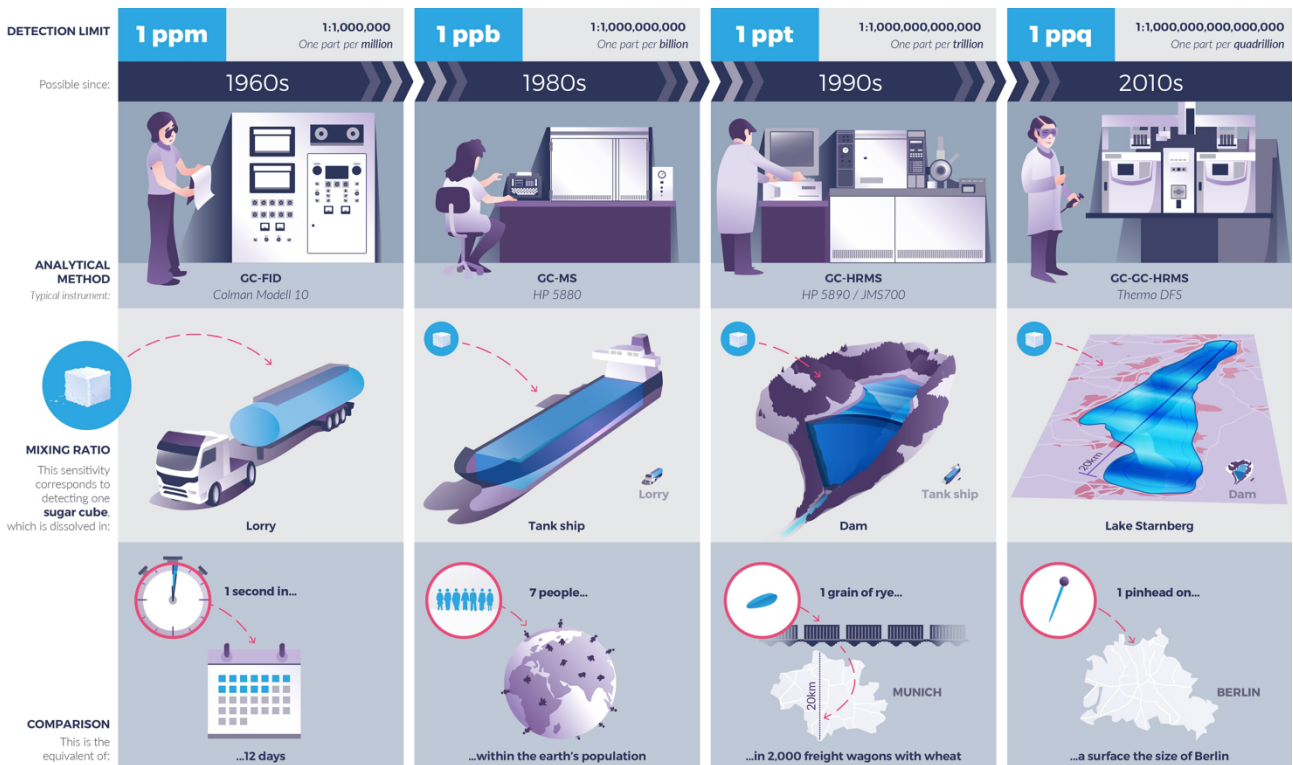 DETECTION LIMIT
1 ppm
1:1,000,000
One part per million
1 ppb
1:1,000,000,000
One part per billion
1 ppt
1:1,000,000,000,000
One part per trillion
1 ppq
1:1,000,000,000,000,000
One part per quadrillion
Possible since:
1960s
1980s
1990s
2010s
ANALYTICAL
METHOD
Typical instrument:
GC-FID
Colman Modell 10
GC-MS
HP 5880
GC-HRMS
HP 5890 / JMS700
GC-GC-HRMS
Thermo DFS
MIXING RATIO
This sensitivity
corresponds to
detecting one
sugar cube,
which is dissolved in:
Lorry
Lorry
Tank ship
Tank ship
Dam
20km
Dam
Lake Starnberg
1 second in...
...12 days
7 people...
...within the earth's population
1 grain of rye...
20km
MUNICH
...in 2,000 freight wagons with wheat
1 pinhead on...
BERLIN
...a surface the size of Berlin
COMPARISON
This is the
equivalent of: